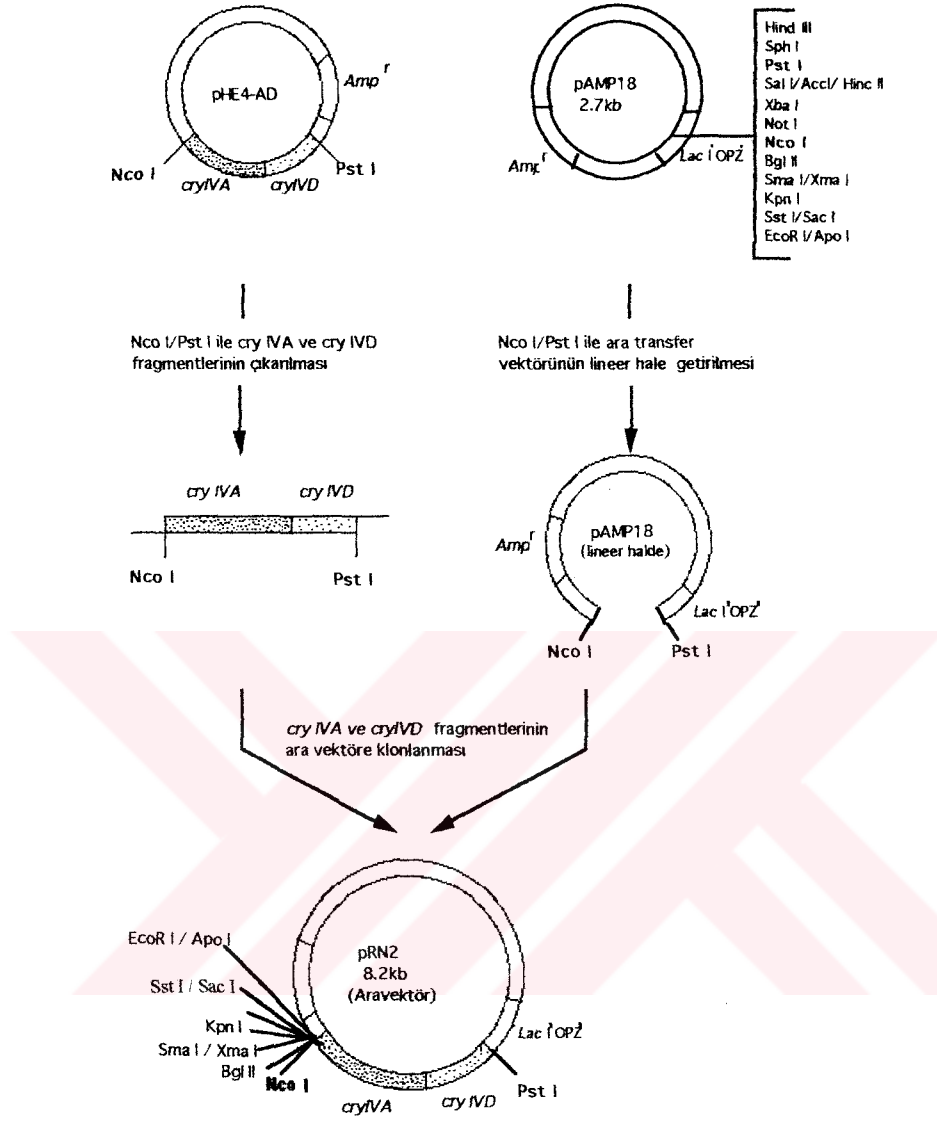 pHE4-AD
Amp r
Nco I
cryIVA
cryIVD
Pst I
pAMP18
2.7kb
Amp r
Lac I'OPZ'
Hind III
Sph I
Pst I
Sal I/AccI/ Hinc II
Xba I
Not I
Nco I
Bgl II
Sma I/Xma I
Kpn I
Sst I/Sac I
EcoR I/Apo I
Nco I/Pst I ile cry IVA ve cry IVD
fragmentlerinin çıkarılması
Nco I/Pst I ile ara transfer
vektörünün lineer hale getirilmesi
cry IVA
cry IVD
Nco I
Pst I
Amp r
pAMP18
(lineer halde)
Lac I'OPZ'
Nco I
Pst I
cry IVA ve cryIVD fragmentlerinin
ara vektöre klonlanması
EcoR I / Apo I
Sst I / Sac I
Kpn I
Sma I / Xma I
Bgl II
Nco I
pRN2
8.2kb
(Aravektör)
Lac I'OPZ'
Pst I
cryIVA
cry IVD